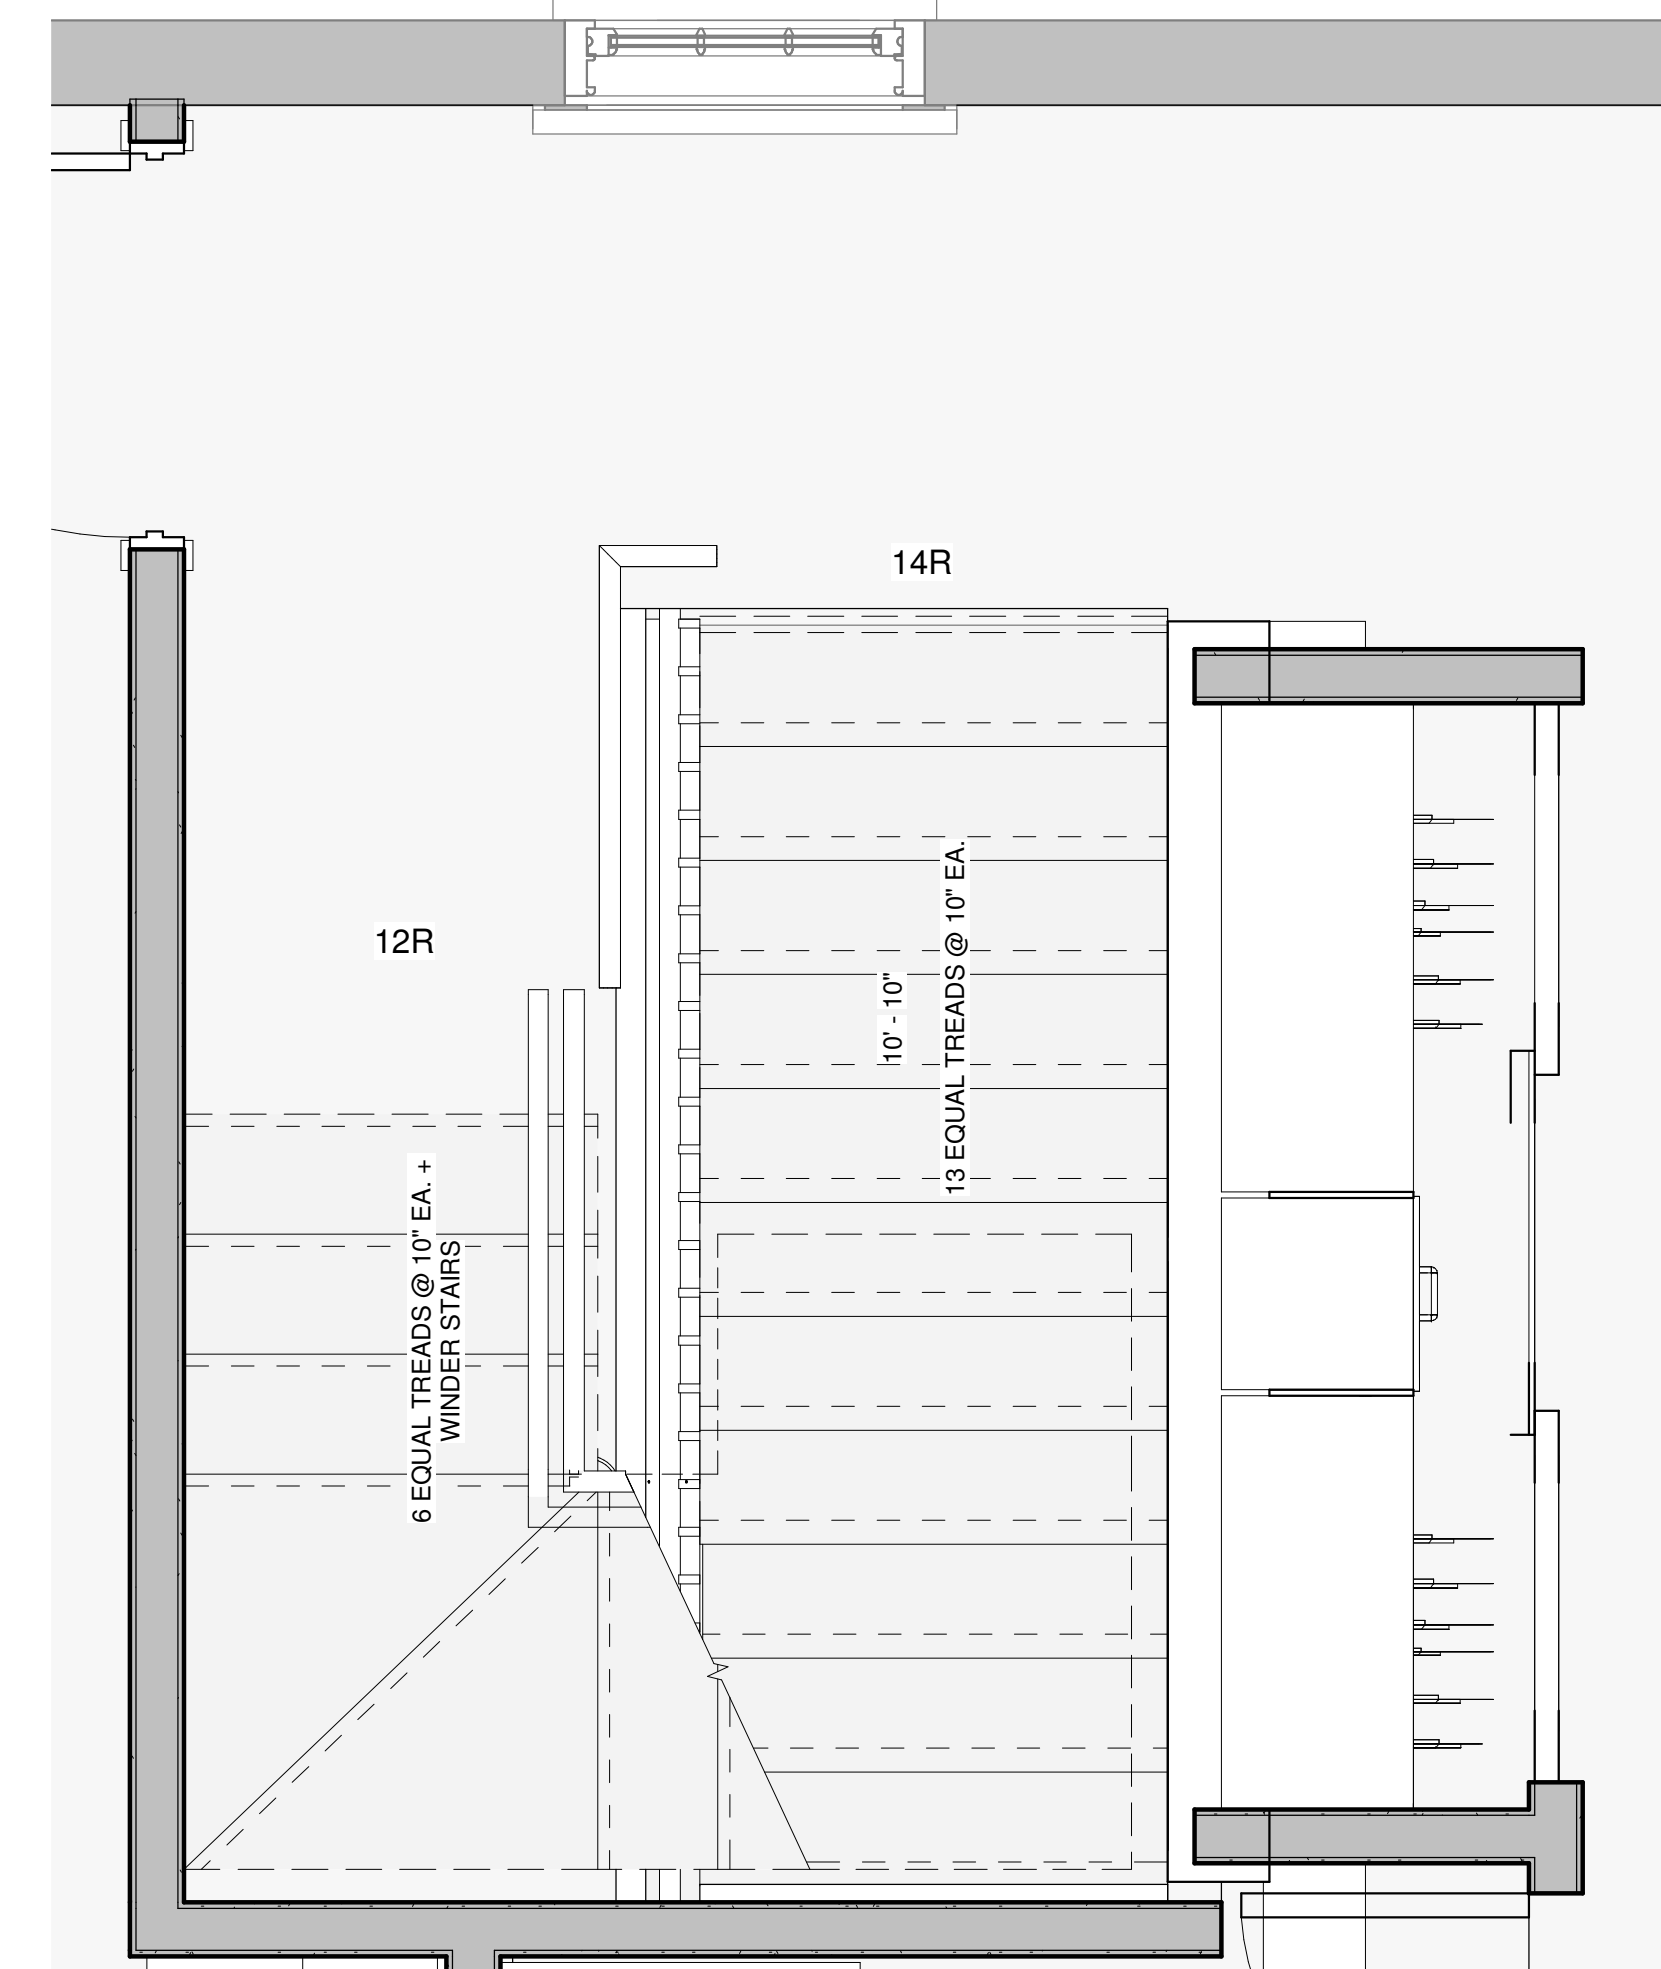 14R
12R
10' - 10"
13 EQUAL TREADS @ 10" EA.
6 EQUAL TREADS @ 10" EA. +
WINDER STAIRS